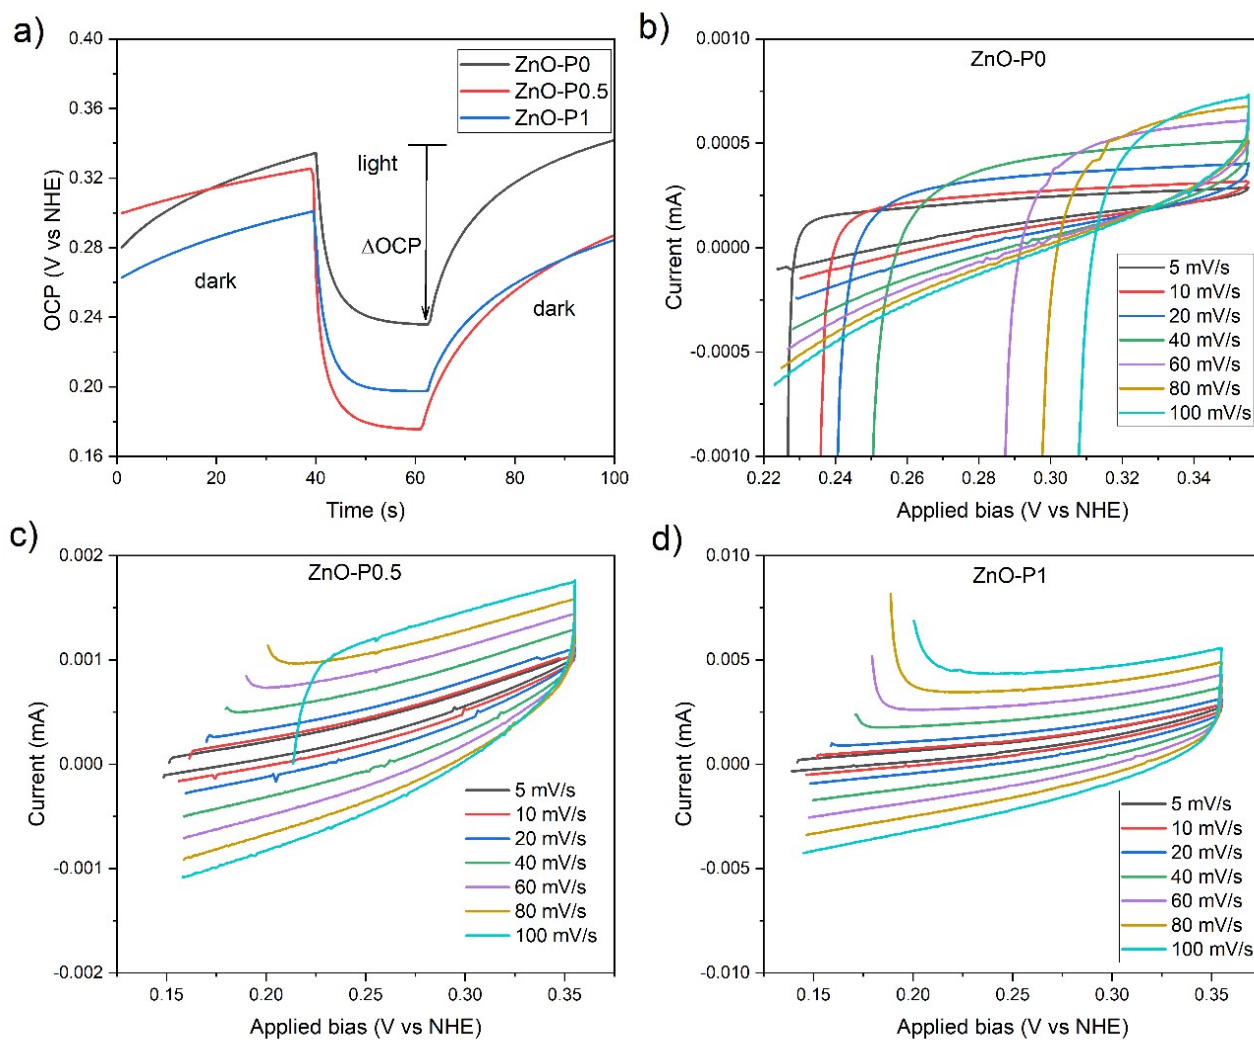 a)
0.40
0.36
0.32
0.28
0.24
0.20
0.16
OCP (V vs NHE)
ZnO-P0
ZnO-P0.5
ZnO-P1
light
ΔOCP
dark
dark
0
20
40
60
80
100
Time (s)
b)
ZnO-P0
0.0010
0.0005
0.0000
-0.0005
-0.0010
Current (mA)
5 mV/s
10 mV/s
20 mV/s
40 mV/s
60 mV/s
80 mV/s
100 mV/s
0.22
0.24
0.26
0.28
0.30
0.32
0.34
Applied bias (V vs NHE)
c)
ZnO-P0.5
0.002
0.001
0.000
-0.001
-0.002
Current (mA)
5 mV/s
10 mV/s
20 mV/s
40 mV/s
60 mV/s
80 mV/s
100 mV/s
0.15
0.20
0.25
0.30
0.35
Applied bias (V vs NHE)
d)
ZnO-P1
0.010
0.005
0.000
-0.005
-0.010
Current (mA)
5 mV/s
10 mV/s
20 mV/s
40 mV/s
60 mV/s
80 mV/s
100 mV/s
0.15
0.20
0.25
0.30
0.35
Applied bias (V vs NHE)